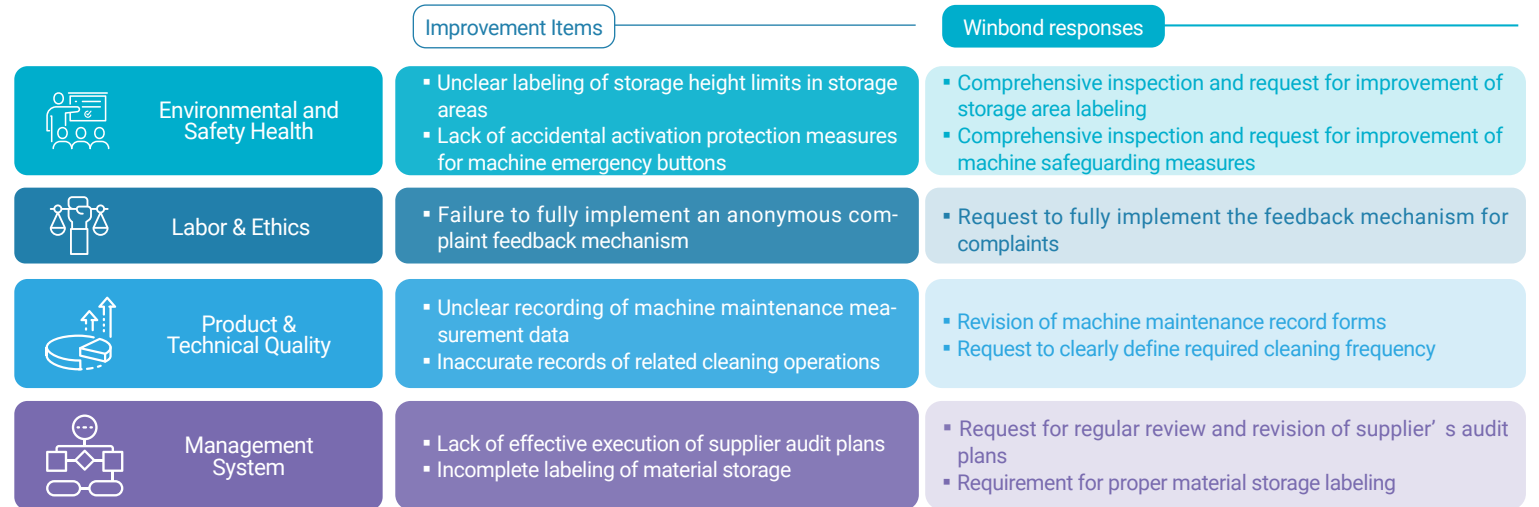 Improvement Items
Winbond responses
Environmental and
Safety Health
▪ Unclear labeling of storage height limits in storage
areas
▪ Lack of accidental activation protection measures
for machine emergency buttons
▪ Comprehensive inspection and request for improvement of
storage area labeling
▪ Comprehensive inspection and request for improvement of
machine safeguarding measures
Labor & Ethics
▪ Failure to fully implement an anonymous com-
plaint feedback mechanism
▪ Request to fully implement the feedback mechanism for
complaints
Product &
Technical Quality
▪ Unclear recording of machine maintenance mea-
surement data
▪ Inaccurate records of related cleaning operations
▪ Revision of machine maintenance record forms
▪ Request to clearly define required cleaning frequency
Management
System
▪ Lack of effective execution of supplier audit plans
▪ Incomplete labeling of material storage
▪ Request for regular review and revision of supplier’ s audit
plans
▪ Requirement for proper material storage labeling